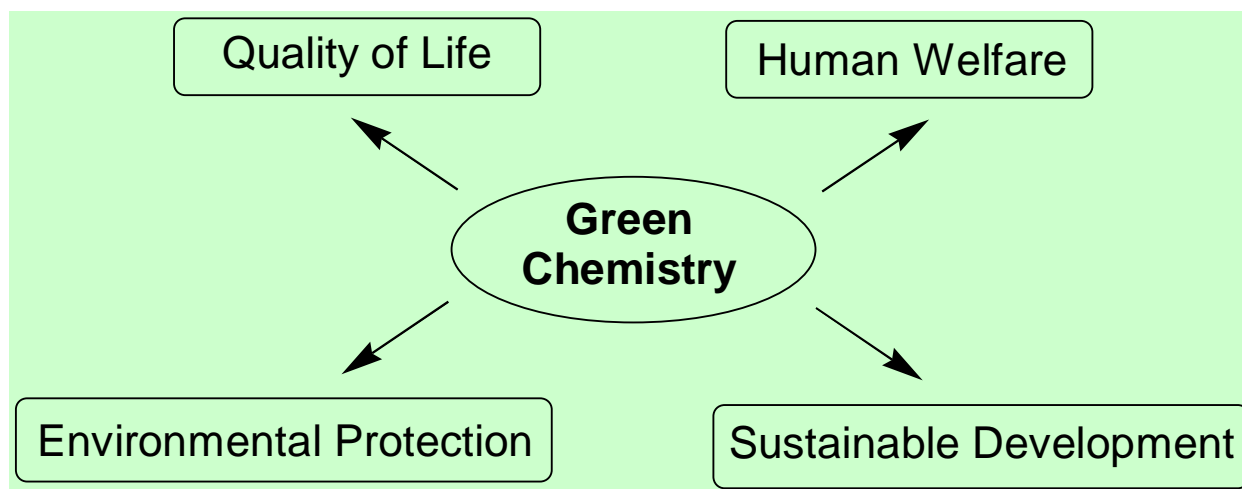 Quality of Life
Human Welfare
Green
Chemistry
Environmental Protection
Sustainable Development